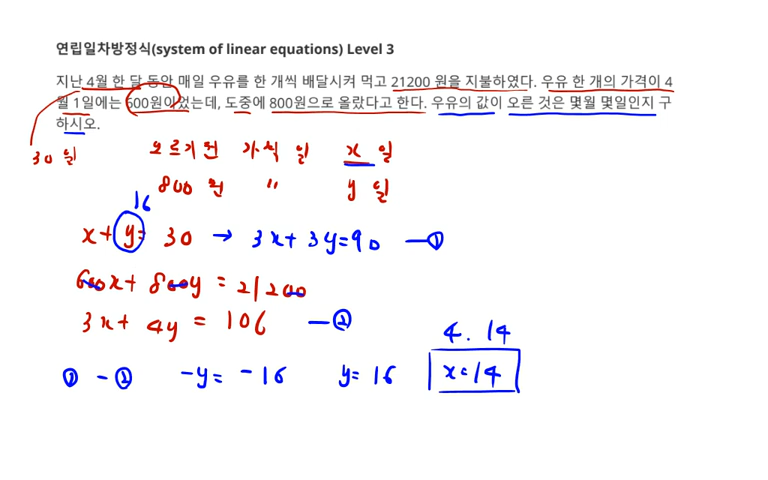 연립일차방정식(system of linear equations) Level 3
지난 4월 한 달 동안 매일 우유를 한 개씩 배달시켜 먹고 21200 원을 지불하였다. 우유 한 개의 가격이 4
월 1일에는 600원이었는데, 도중에 800원으로 올랐다고 한다. 우유의 값이 오른 것은 몇월 몇일인지 구
하시오.
30 일
오르기전 가격 일 x 일
800 원 〃 y 일
16
x + y = 30 → 3x + 3y = 90 — ①
600x + 800y = 21200
3x + 4y = 106 — ②
4. 14
① - ② -y = -16 y = 16 x = 14